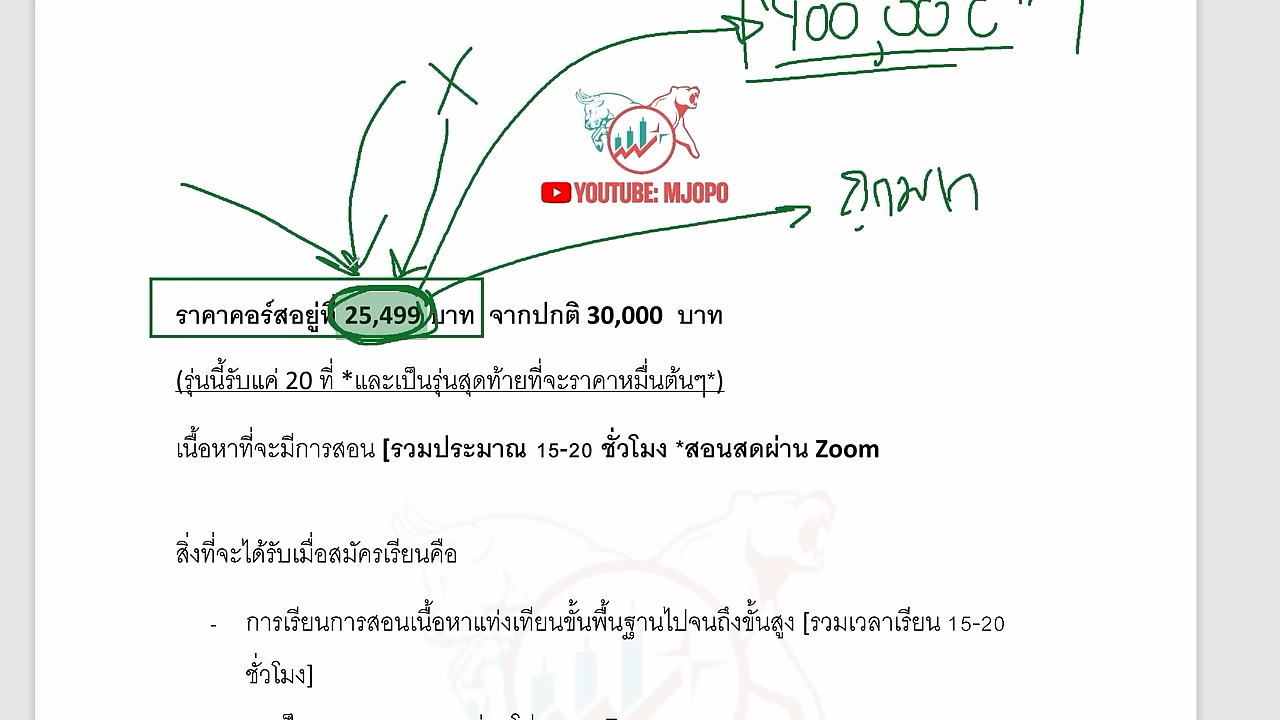 400,000
YOUTUBE: MJOPO
ถูกมาก
ราคาคอร์สอยู่ที่ 25,499 บาท จากปกติ 30,000 บาท
(รุ่นนี้รับแค่ 20 ที่ *และเป็นรุ่นสุดท้ายที่จะราคาหมื่นต้นๆ*)
เนื้อหาที่จะมีการสอน [รวมประมาณ 15-20 ชั่วโมง *สอนสดผ่าน Zoom
สิ่งที่จะได้รับเมื่อสมัครเรียนคือ
- การเรียนการสอนเนื้อหาแท่งเทียนขั้นพื้นฐานไปจนถึงขั้นสูง [รวมเวลาเรียน 15-20
ชั่วโมง]